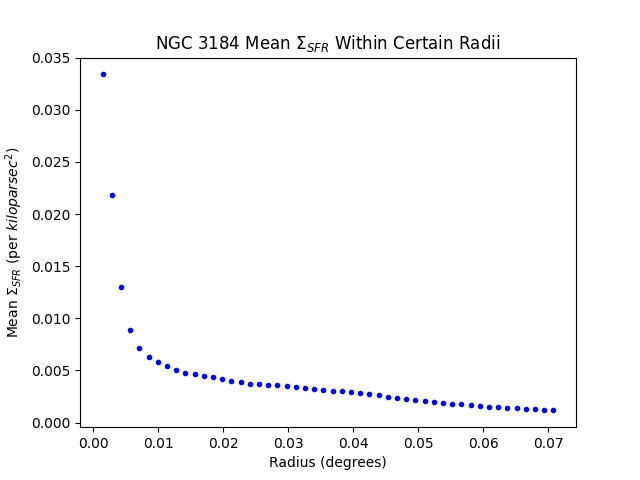 NGC 3184 Mean Σ_SFR Within Certain Radii
0.035
0.030
0.025
0.020
0.015
0.010
0.005
0.000
Mean Σ_SFR (per kiloparsec²)
0.00 0.01 0.02 0.03 0.04 0.05 0.06 0.07
Radius (degrees)